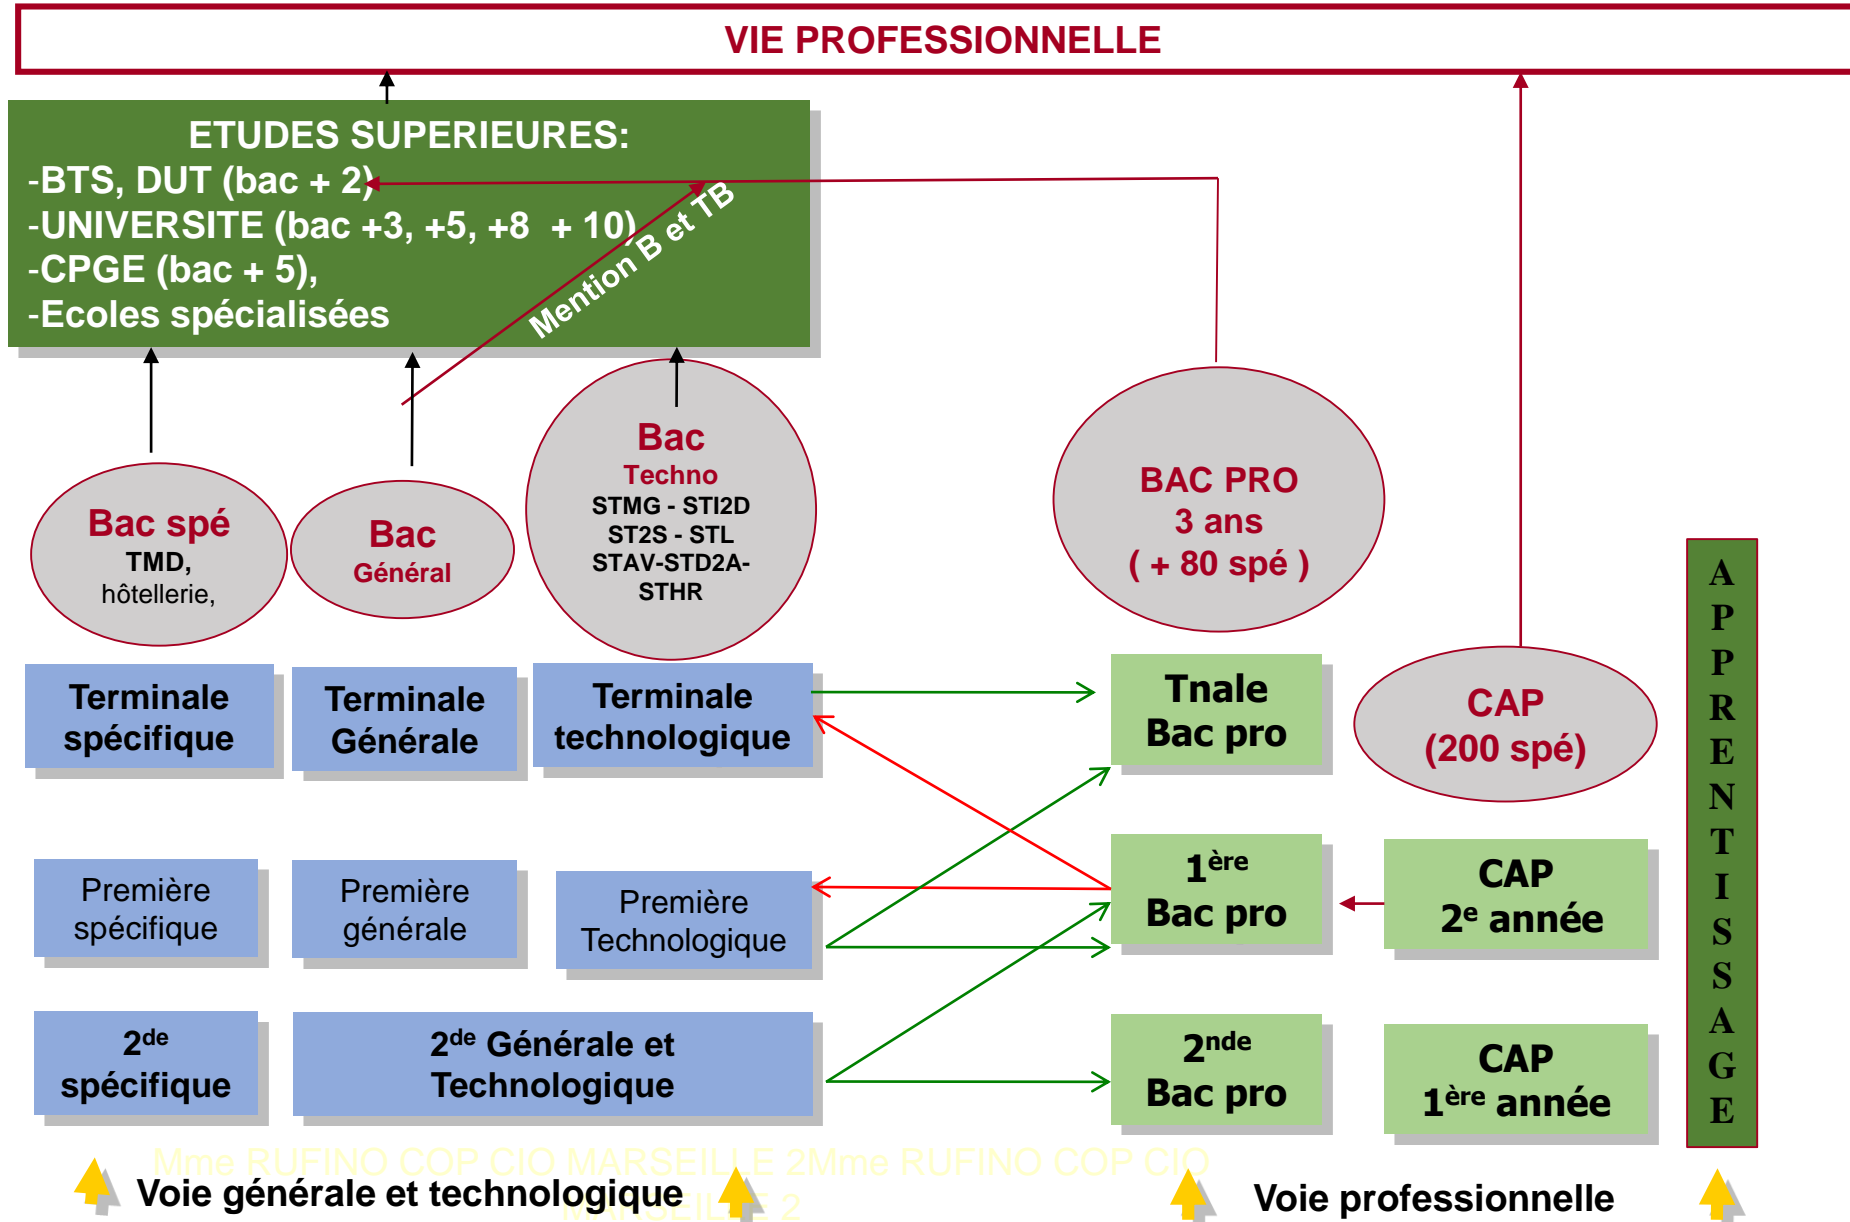 VIE PROFESSIONNELLE
ETUDES SUPERIEURES:
-BTS, DUT (bac + 2)
-UNIVERSITE (bac +3, +5, +8  + 10)
-CPGE (bac + 5),
-Ecoles spécialisées
Mention B et TB
Bac spé
TMD,
hôtellerie,
Bac
Général
Bac
Techno
STMG - STI2D
ST2S - STL
STAV-STD2A-
STHR
BAC PRO
3 ans
( + 80 spé )
CAP
(200 spé)
APPRENTISSAGE
Terminale
spécifique
Terminale
Générale
Terminale
technologique
Tnale
Bac pro
Première
spécifique
Première
générale
Première
Technologique
1ère
Bac pro
CAP
2e année
2de
spécifique
2de Générale et
Technologique
2nde
Bac pro
CAP
1ère année
Mme RUFINO COP CIO MARSEILLE 2Mme RUFINO COP CIO
MARSEILLE 2
Voie générale et technologique
Voie professionnelle